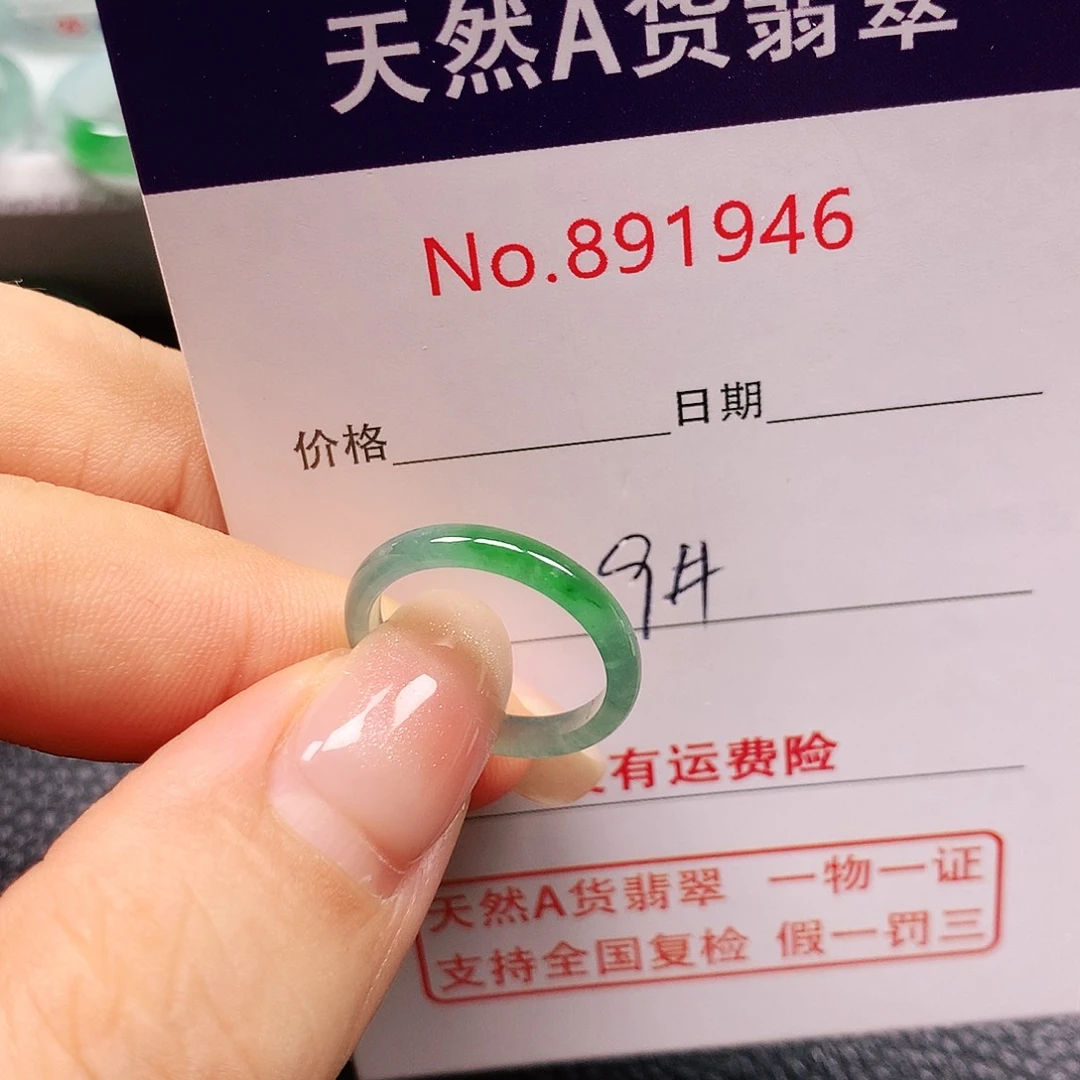 天然A货翡翠
No.891946
价格 日期
9#
有运费险
天然A货翡翠 一物一证
支持全国复检 假一罚三